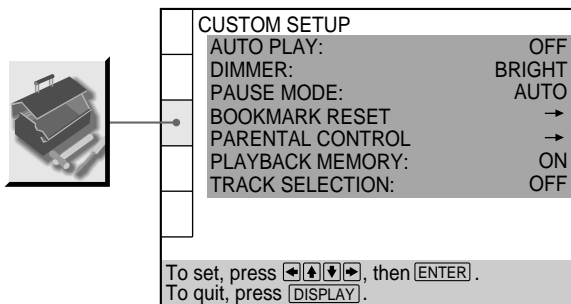 CUSTOM SETUP
AUTO PLAY: OFF
DIMMER: BRIGHT
PAUSE MODE: AUTO
BOOKMARK RESET →
PARENTAL CONTROL →
PLAYBACK MEMORY: ON
TRACK SELECTION: OFF
To set, press ←↑↓→, then ENTER.
To quit, press DISPLAY.